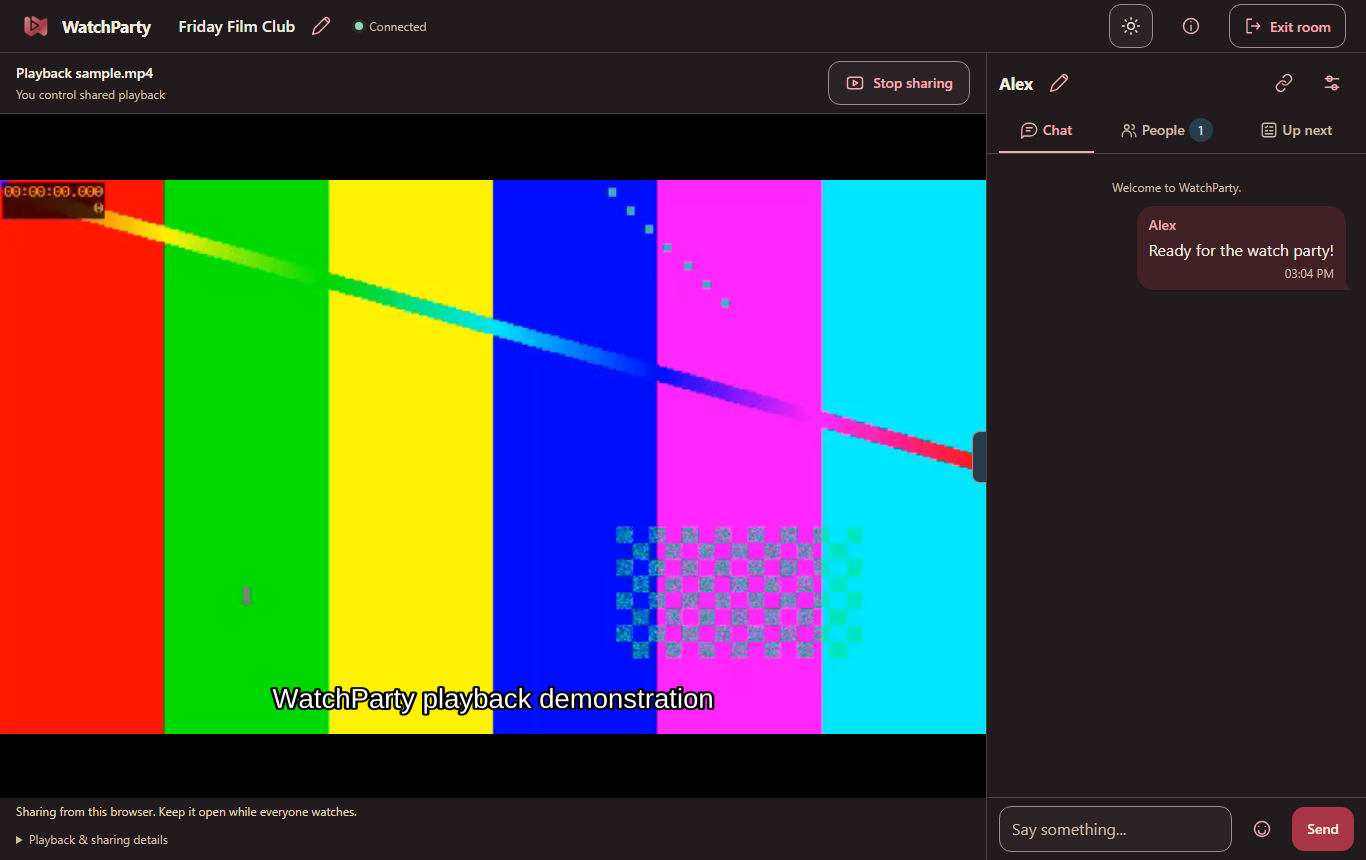 WatchParty
Friday Film Club
Connected
Exit room
Playback sample.mp4
You control shared playback
Stop sharing
Alex
Chat
People 1
Up next
00:00:00.000
0
WatchParty playback demonstration
Welcome to WatchParty.
Alex
Ready for the watch party!
03:04 PM
Sharing from this browser. Keep it open while everyone watches.
Playback & sharing details
Say something...
Send